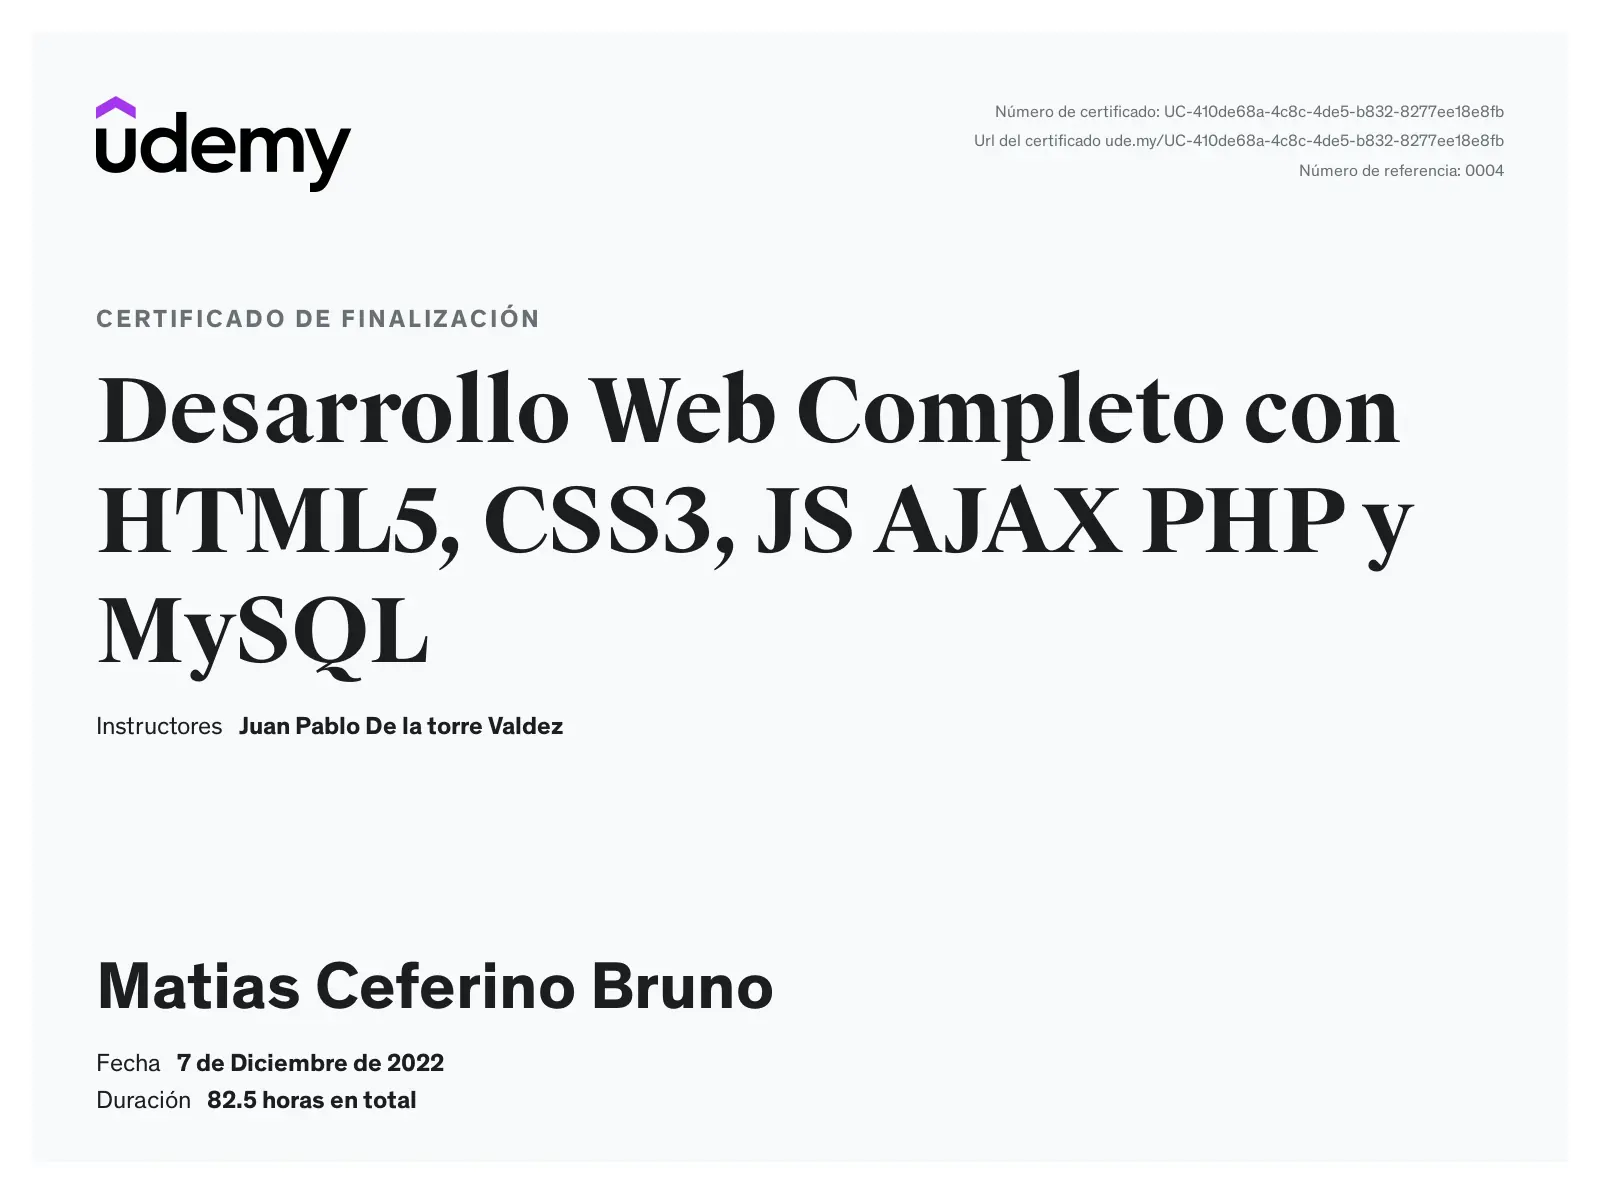 udemy
Número de certificado: UC-410de68a-4c8c-4de5-b832-8277ee18e8fb
Url del certificado ude.my/UC-410de68a-4c8c-4de5-b832-8277ee18e8fb
Número de referencia: 0004
CERTIFICADO DE FINALIZACIÓN
Desarrollo Web Completo con
HTML5, CSS3, JS AJAX PHP y
MySQL
Instructores Juan Pablo De la torre Valdez
Matias Ceferino Bruno
Fecha 7 de Diciembre de 2022
Duración 82.5 horas en total